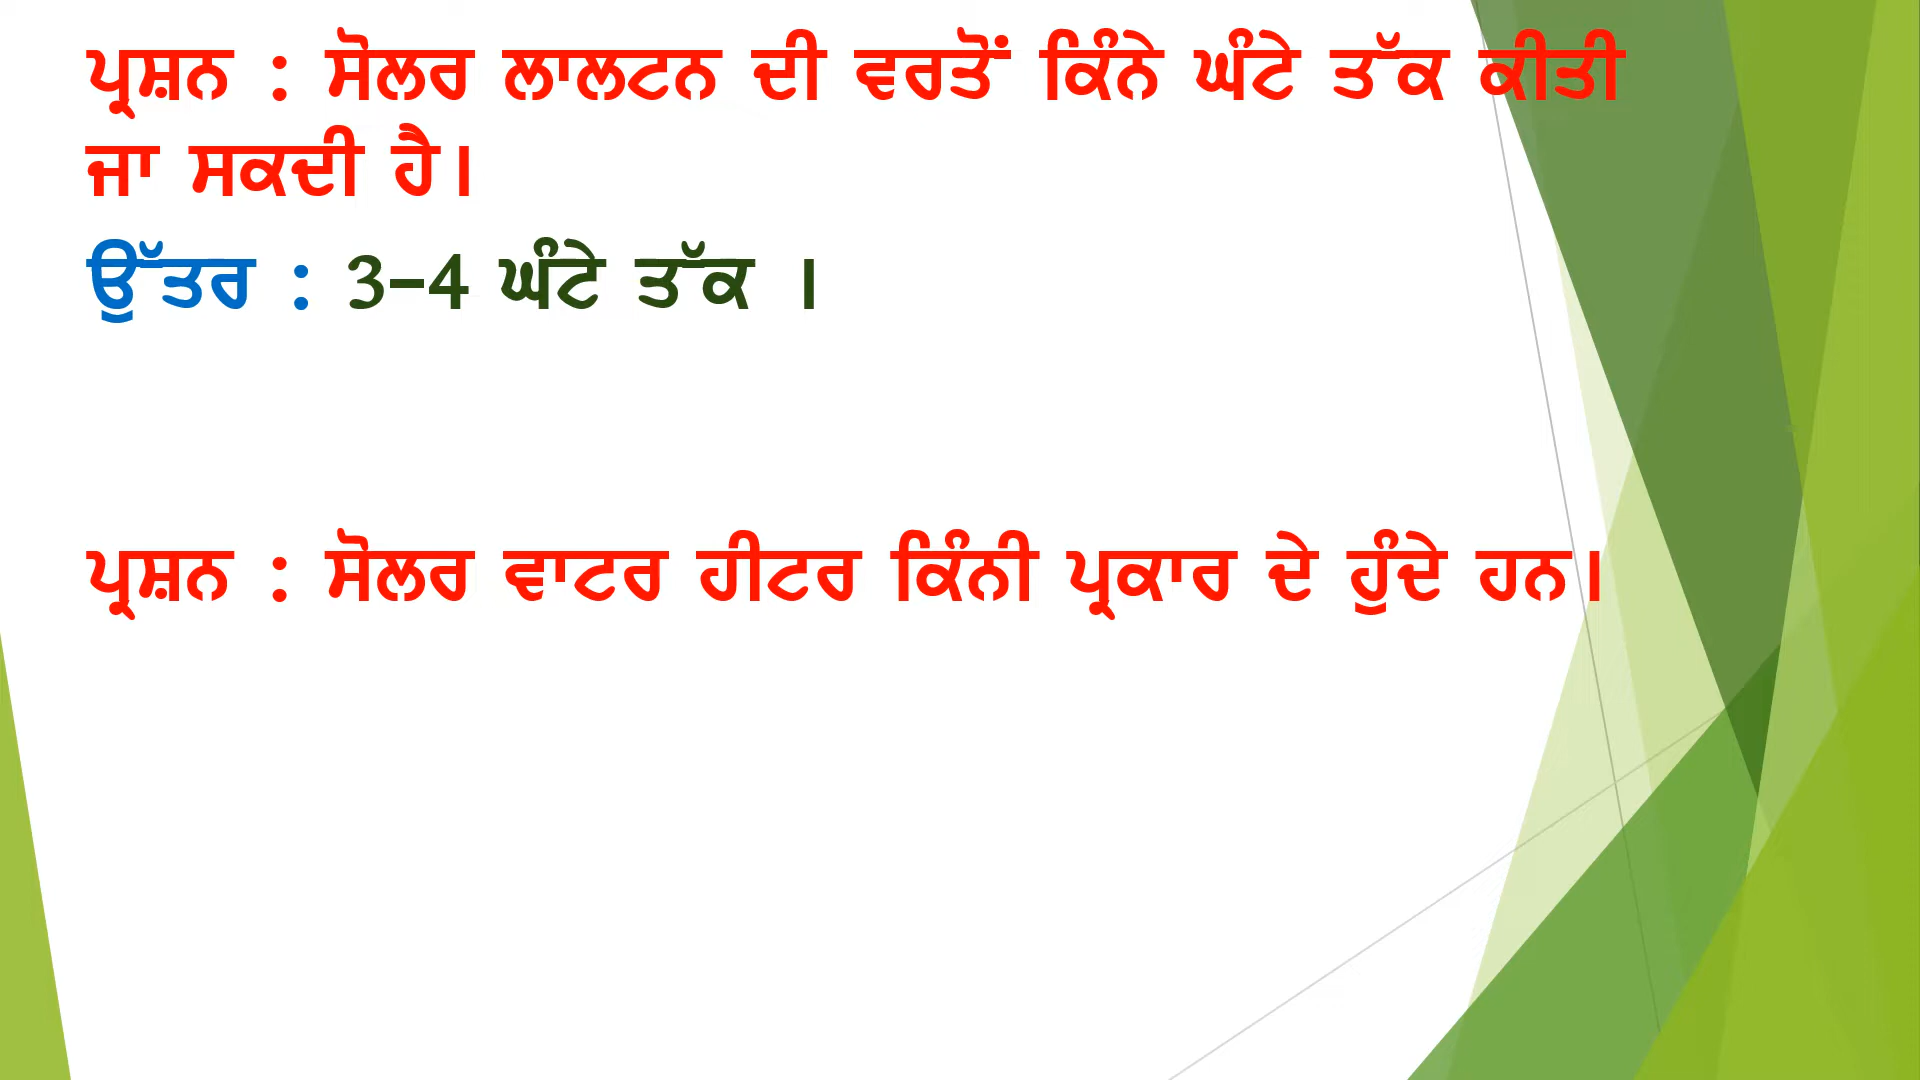 ਪ੍ਰਸ਼ਨ : ਸੋਲਰ ਲਾਲਟਨ ਦੀ ਵਰਤੋਂ ਕਿੰਨੇ ਘੰਟੇ ਤੱਕ ਕੀਤੀ
ਜਾ ਸਕਦੀ ਹੈ।
ਉੱਤਰ : 3-4 ਘੰਟੇ ਤੱਕ ।
ਪ੍ਰਸ਼ਨ : ਸੋਲਰ ਵਾਟਰ ਹੀਟਰ ਕਿੰਨੀ ਪ੍ਰਕਾਰ ਦੇ ਹੁੰਦੇ ਹਨ।